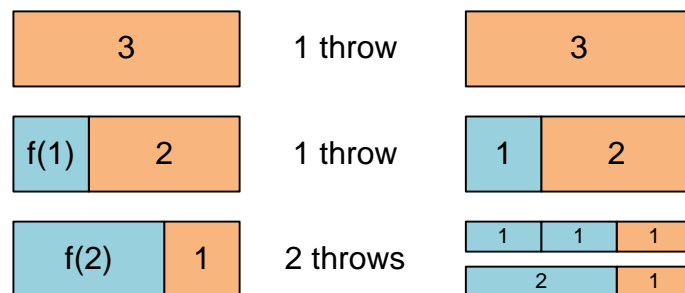 3 1 throw 3
f(1) 2 1 throw 1 2
f(2) 1 2 throws
1 1 1
2 1